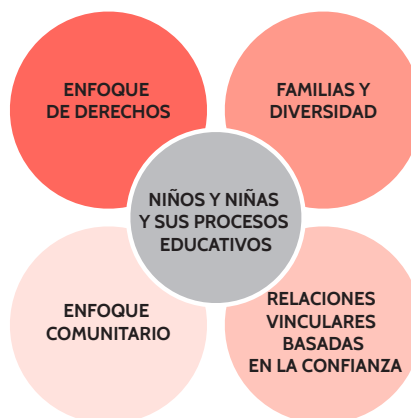 ENFOQUE
DE DERECHOS
FAMILIAS Y
DIVERSIDAD
NIÑOS Y NIÑAS
Y SUS PROCESOS
EDUCATIVOS
ENFOQUE
COMUNITARIO
RELACIONES
VINCULARES
BASADAS
EN LA CONFIANZA